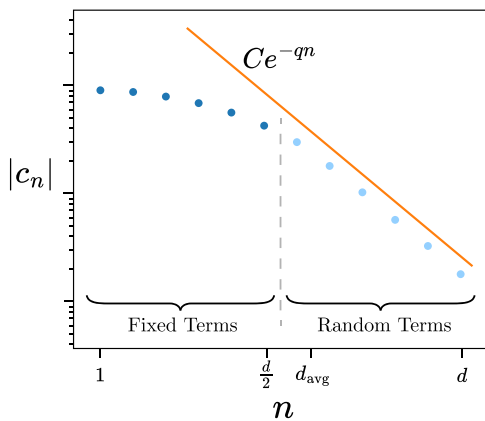 Ce^{-qn}
|c_n|
Fixed Terms Random Terms
1 d/2 d_avg d
n